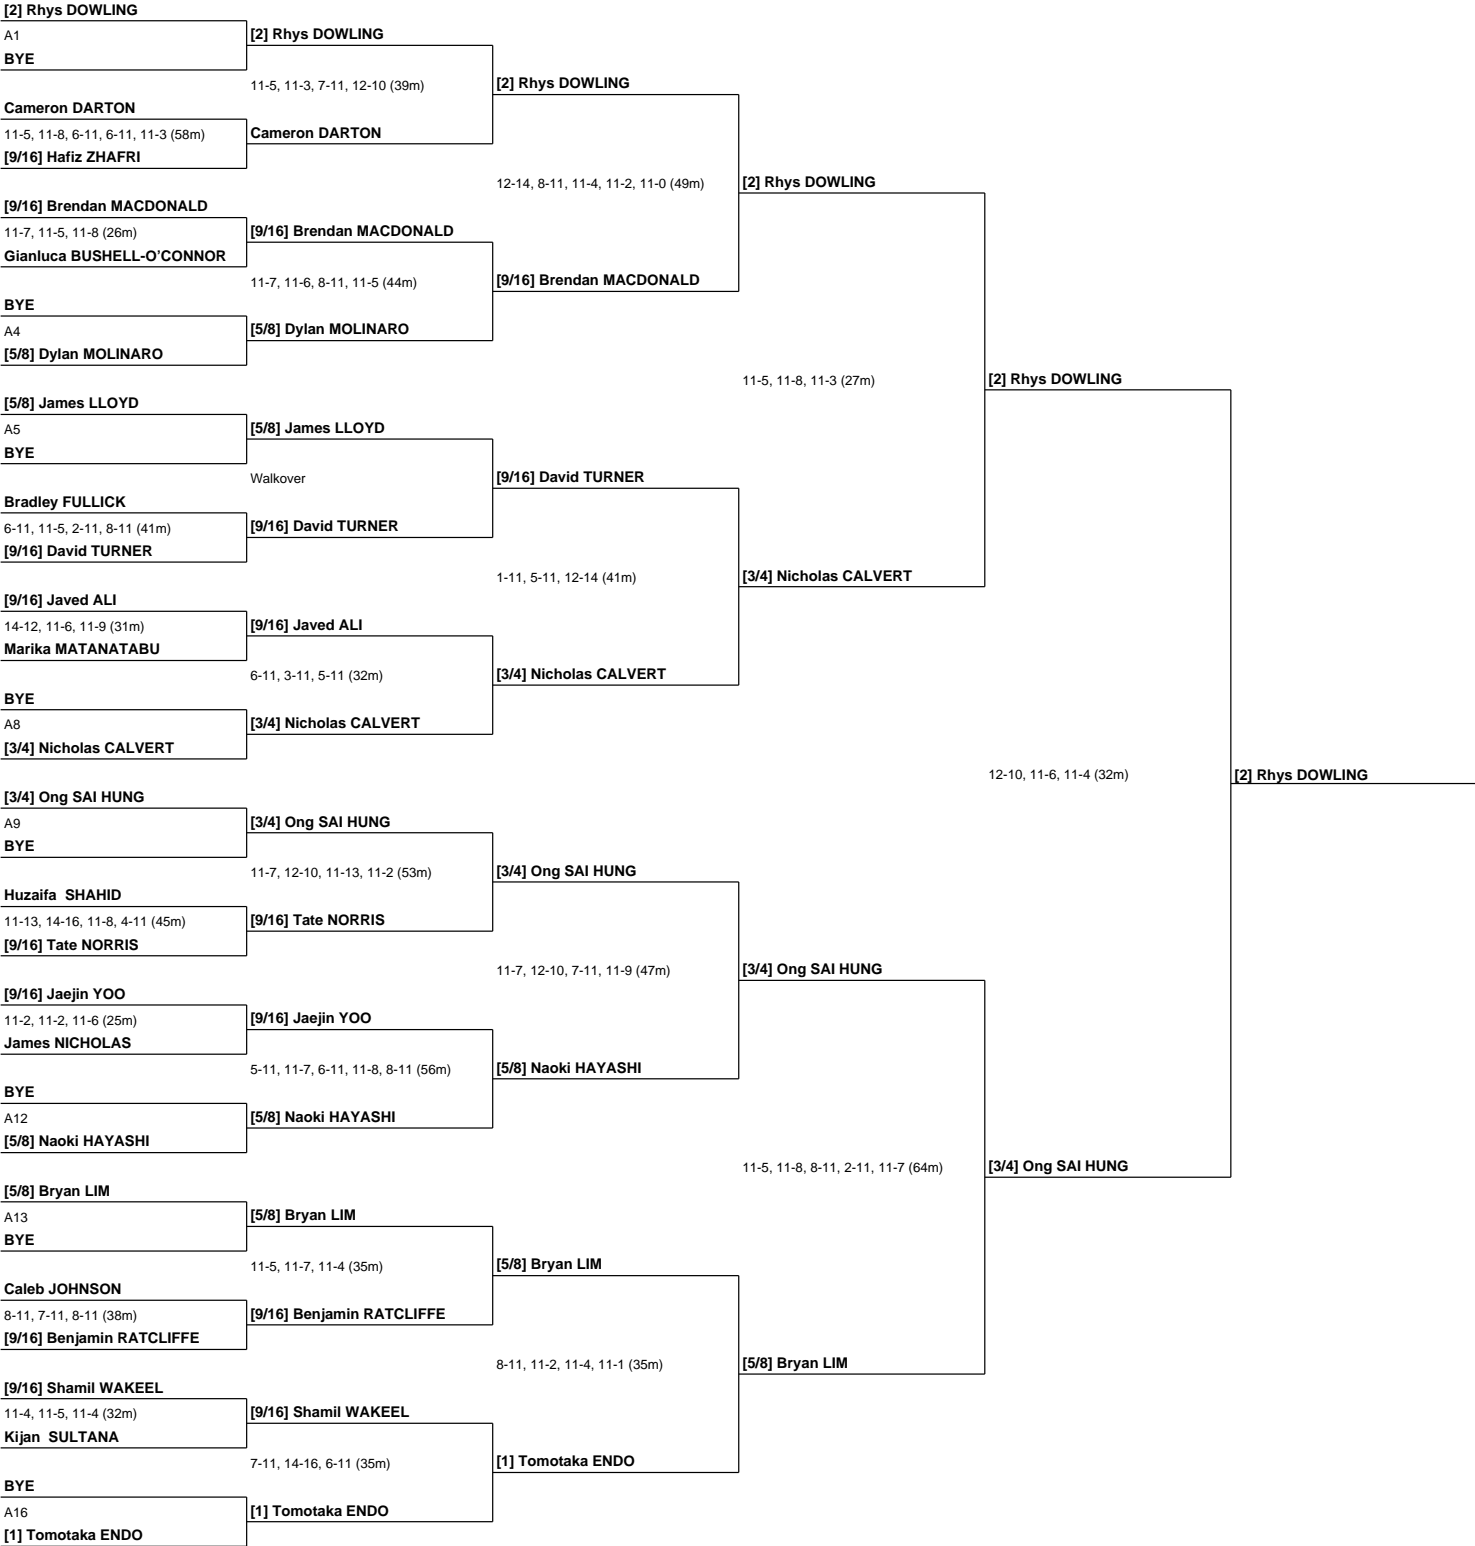 [2] Rhys DOWLING
A1
BYE
Cameron DARTON
11-5, 11-8, 6-11, 6-11, 11-3 (58m)
[9/16] Hafiz ZHAFRI
[9/16] Brendan MACDONALD
11-7, 11-5, 11-8 (26m)
Gianluca BUSHELL-O'CONNOR
BYE
A4
[5/8] Dylan MOLINARO
[5/8] James LLOYD
A5
BYE
Bradley FULLICK
6-11, 11-5, 2-11, 8-11 (41m)
[9/16] David TURNER
[9/16] Javed ALI
14-12, 11-6, 11-9 (31m)
Marika MATANATABU
BYE
A8
[3/4] Nicholas CALVERT
[3/4] Ong SAI HUNG
A9
BYE
Huzaifa  SHAHID
11-13, 14-16, 11-8, 4-11 (45m)
[9/16] Tate NORRIS
[9/16] Jaejin YOO
11-2, 11-2, 11-6 (25m)
James NICHOLAS
BYE
A12
[5/8] Naoki HAYASHI
[5/8] Bryan LIM
A13
BYE
Caleb JOHNSON
8-11, 7-11, 8-11 (38m)
[9/16] Benjamin RATCLIFFE
[9/16] Shamil WAKEEL
11-4, 11-5, 11-4 (32m)
Kijan  SULTANA
BYE
A16
[1] Tomotaka ENDO
[2] Rhys DOWLING
11-5, 11-3, 7-11, 12-10 (39m)
Cameron DARTON
[9/16] Brendan MACDONALD
11-7, 11-6, 8-11, 11-5 (44m)
[5/8] Dylan MOLINARO
[5/8] James LLOYD
Walkover
[9/16] David TURNER
[9/16] Javed ALI
6-11, 3-11, 5-11 (32m)
[3/4] Nicholas CALVERT
[3/4] Ong SAI HUNG
11-7, 12-10, 11-13, 11-2 (53m)
[9/16] Tate NORRIS
[9/16] Jaejin YOO
5-11, 11-7, 6-11, 11-8, 8-11 (56m)
[5/8] Naoki HAYASHI
[5/8] Bryan LIM
11-5, 11-7, 11-4 (35m)
[9/16] Benjamin RATCLIFFE
[9/16] Shamil WAKEEL
7-11, 14-16, 6-11 (35m)
[1] Tomotaka ENDO
[2] Rhys DOWLING
12-14, 8-11, 11-4, 11-2, 11-0 (49m)
[9/16] Brendan MACDONALD
[9/16] David TURNER
1-11, 5-11, 12-14 (41m)
[3/4] Nicholas CALVERT
[3/4] Ong SAI HUNG
11-7, 12-10, 7-11, 11-9 (47m)
[5/8] Naoki HAYASHI
[5/8] Bryan LIM
8-11, 11-2, 11-4, 11-1 (35m)
[1] Tomotaka ENDO
[2] Rhys DOWLING
11-5, 11-8, 11-3 (27m)
[3/4] Nicholas CALVERT
[3/4] Ong SAI HUNG
11-5, 11-8, 8-11, 2-11, 11-7 (64m)
[5/8] Bryan LIM
[2] Rhys DOWLING
12-10, 11-6, 11-4 (32m)
[3/4] Ong SAI HUNG
[2] Rhys DOWLING